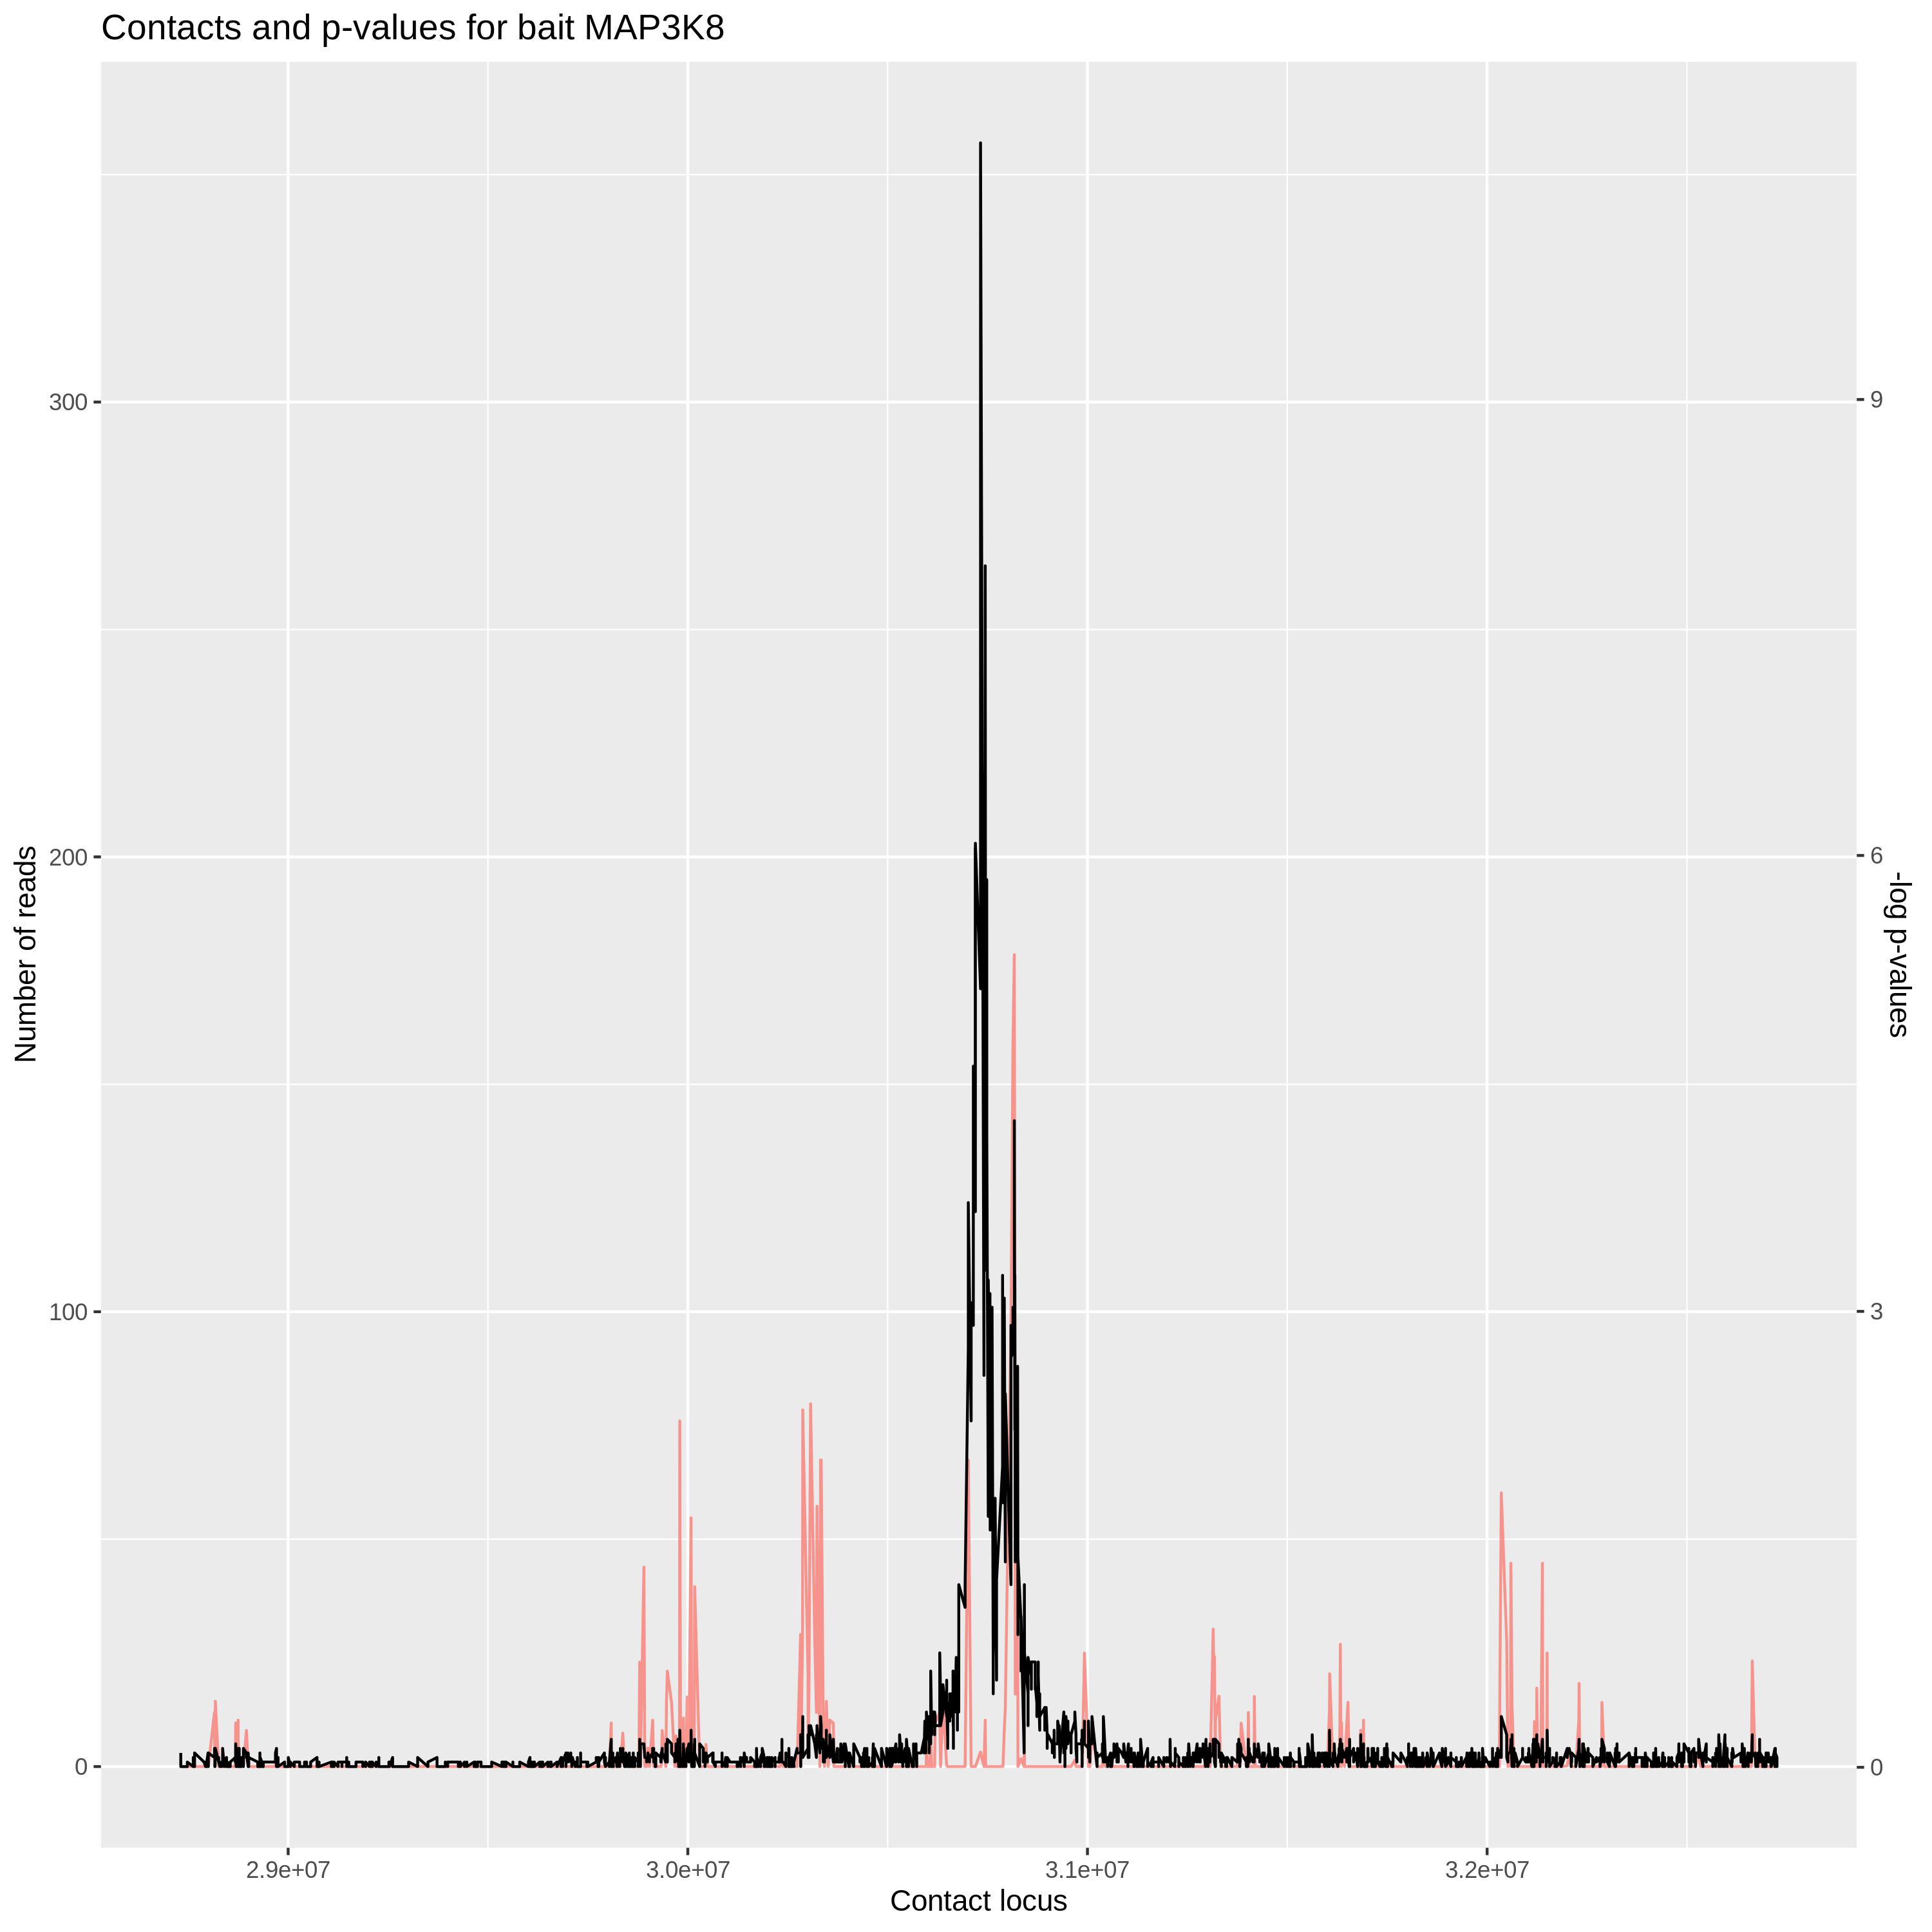 Contacts and p-values for bait MAP3K8
Number of reads
300
200
100
0
9
6
3
0
-log p-values
2.9e+07
3.0e+07
3.1e+07
3.2e+07
Contact locus